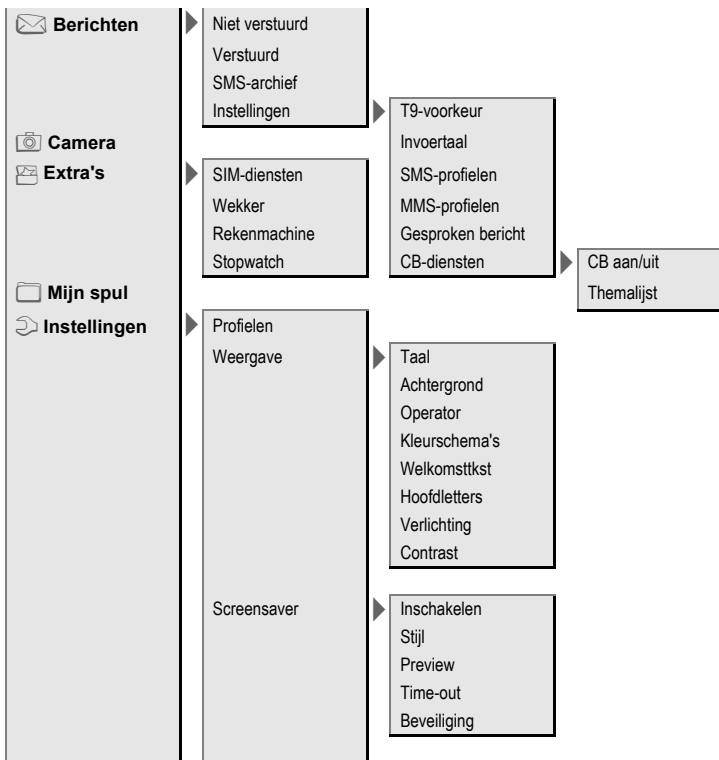 Berichten
Niet verstuurd
Verstuurd
SMS-archief
Instellingen
T9-voorkeur
Invoertaal
SMS-profielen
MMS-profielen
Gesproken bericht
CB-diensten
CB aan/uit
Themalijst
Camera
Extra's
SIM-diensten
Wekker
Rekenmachine
Stopwatch
Mijn spul
Instellingen
Profielen
Weergave
Taal
Achtergrond
Operator
Kleurschema's
Welkomsttkst
Hoofdletters
Verlichting
Contrast
Screensaver
Inschakelen
Stijl
Preview
Time-out
Beveiliging